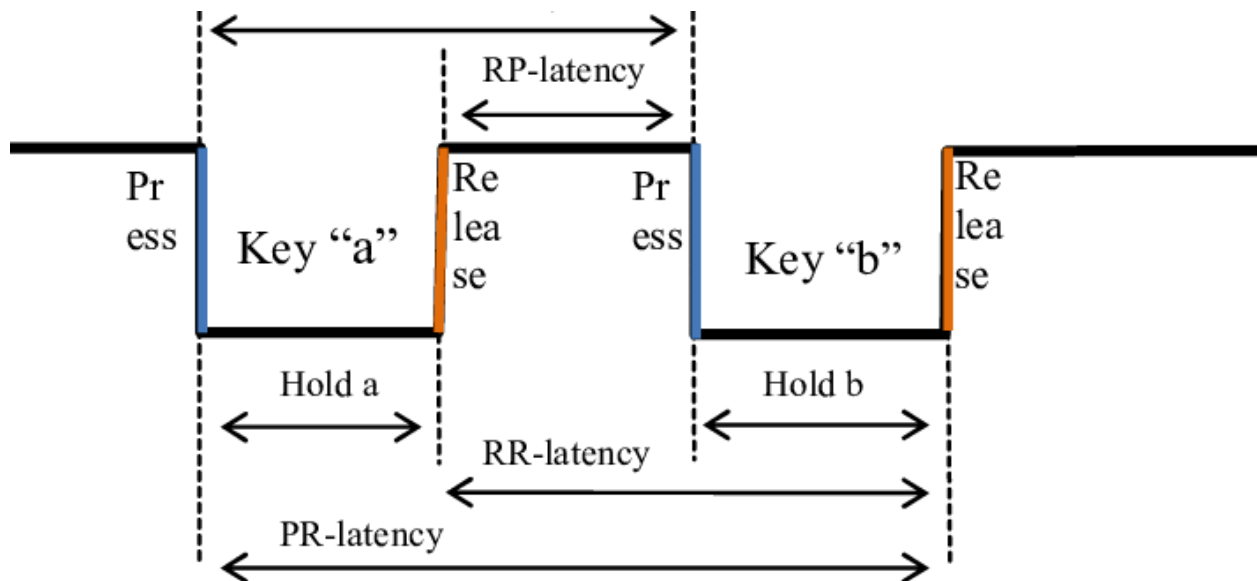 RP-latency
Pr
ess
Key “a”
Re
lea
se
Pr
ess
Key “b”
Re
lea
se
Hold a
Hold b
RR-latency
PR-latency